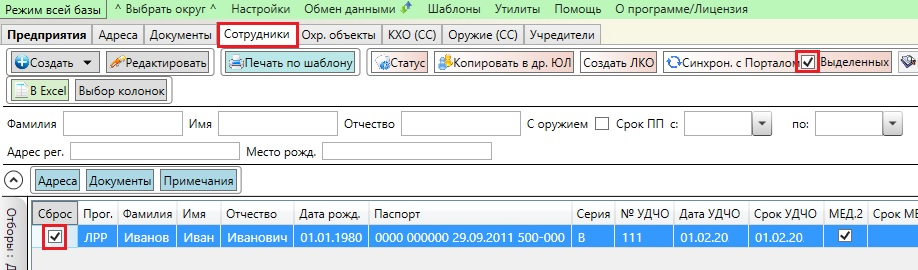 Режим всей базы ^ Выбрать округ ^ Настройки Обмен данными Шаблоны Утилиты Помощь О программе/Лицензия
Предприятия Адреса Документы Сотрудники Охр. объекты КХО (СС) Оружие (СС) Учредители
Создать Редактировать Печать по шаблону Статус Копировать в др. ЮЛ Создать ЛКО Синхрон. с Порталом Выделенных
В Excel Выбор колонок
Фамилия Имя Отчество С оружием Срок ПП с: по:
Адрес рег. Место рожд.
Адреса Документы Примечания
Отборы: Д
Сброс Прог. Фамилия Имя Отчество Дата рожд. Паспорт Серия № УДЧО Дата УДЧО Срок УДЧО МЕД.2 Срок МЕ
ЛРР Иванов Иван Иванович 01.01.1980 0000 000000 29.09.2011 500-000 В 111 01.02.20 01.02.20